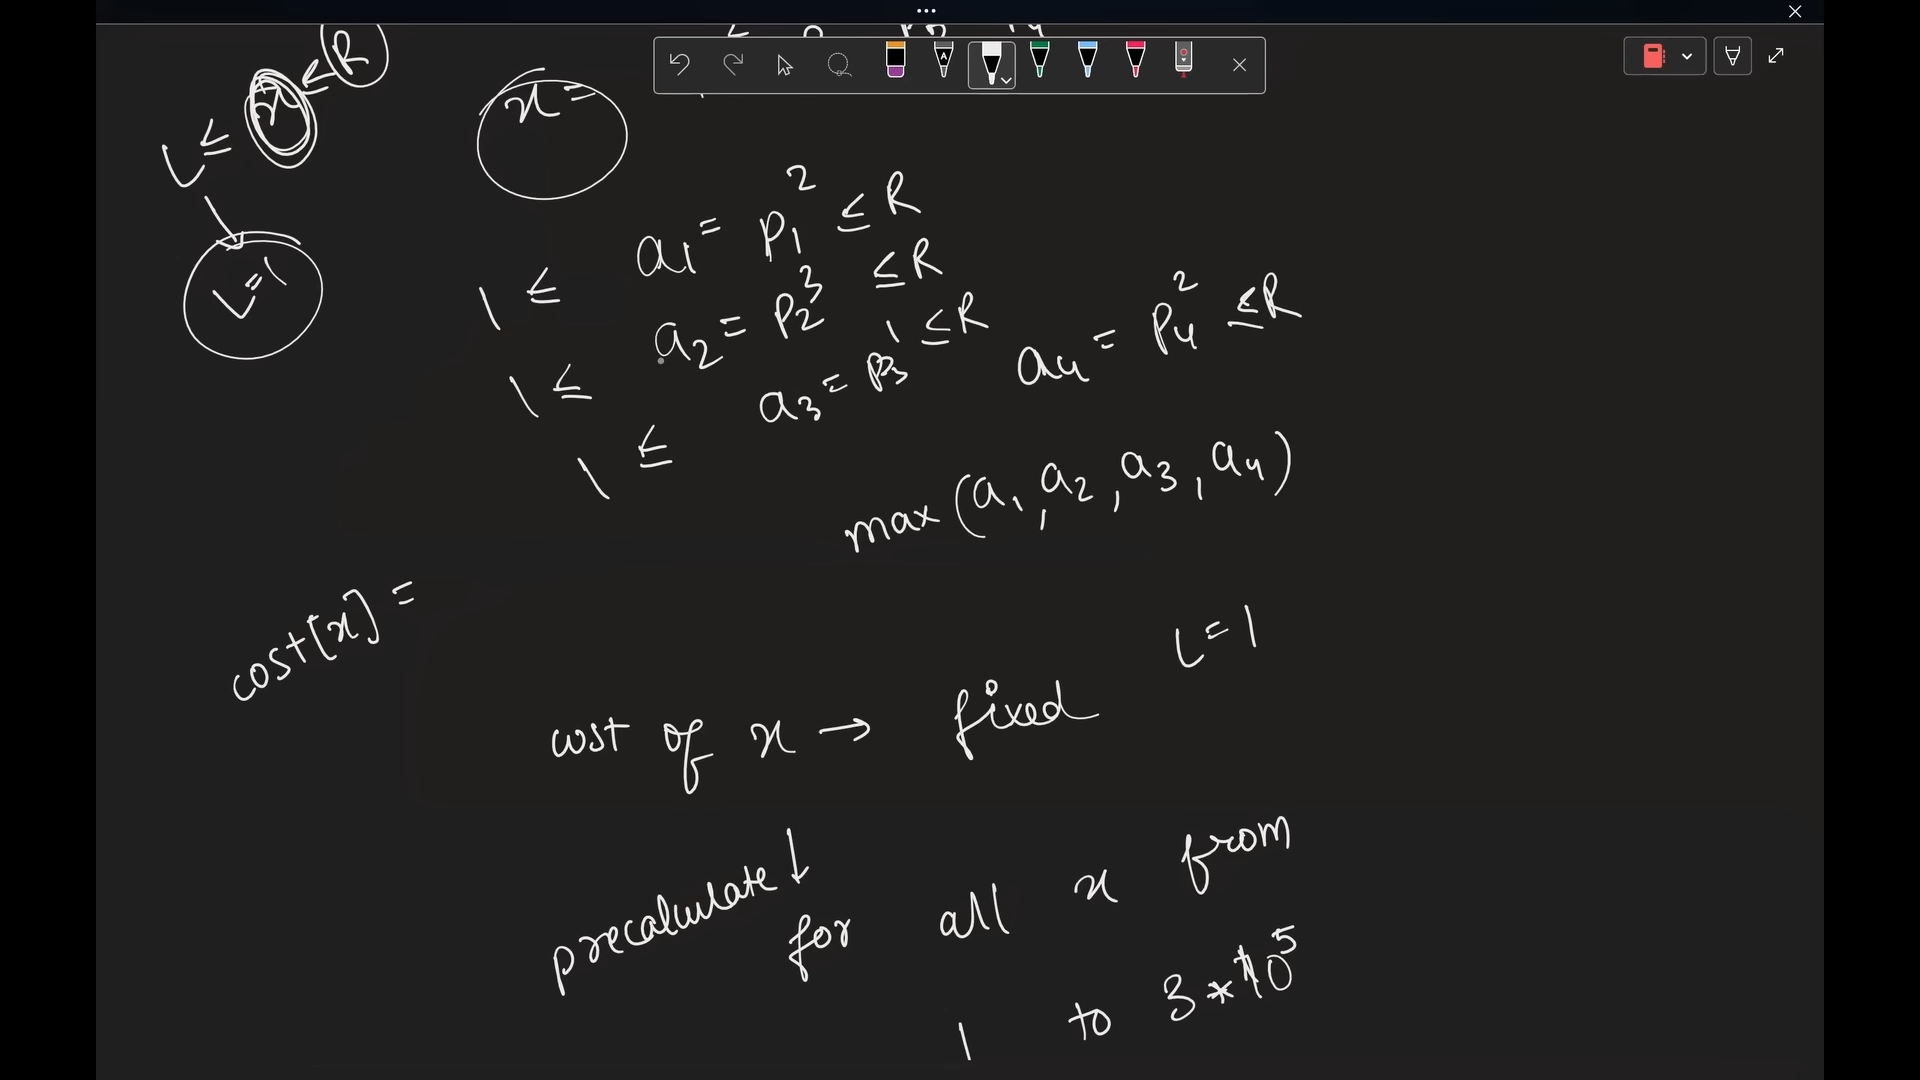 L ≤ x ≤ R
x =
L=1
1 ≤ a1 = p1^2 ≤ R
1 ≤ a2 = p2^3 ≤ R
1 ≤ a3 = p3^1 ≤ R
a4 = p4^2 ≤ R
max (a1, a2, a3, a4)
cost[x] =
L = 1
cost of x → fixed
precalculate ↓
for all x from
1 to 3 * 10^5